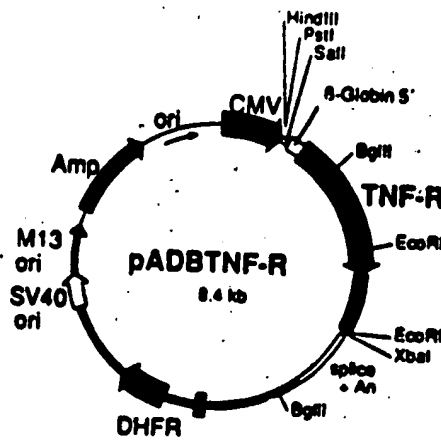 HindIII
PstI
SalI
β-Globin 5'
CMV
ori
BglII
Amp
TNF-R
EcoRI
M13
ori
pADBTNF-R
8.4 kb
SV40
ori
EcoRI
XbaI
splice
+ An
BglII
DHFR